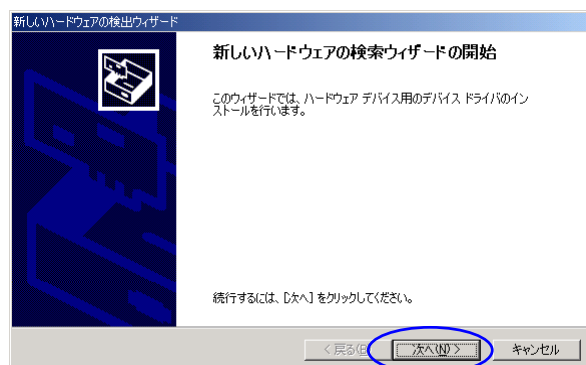 新しいハードウェアの検出ウィザード
新しいハードウェアの検索ウィザードの開始
このウィザードでは、ハードウェア デバイス用のデバイス ドライバのイン
ストールを行います。
続行するには、[次へ] をクリックしてください。
< 戻る(B
次へ(N) >
キャンセル